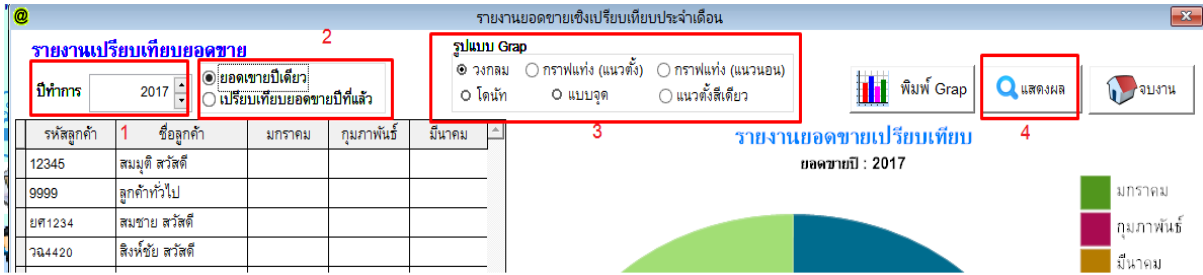 @ รายงานยอดขายเชิงเปรียบเทียบประจำเดือน
รายงานเปรียบเทียบยอดขาย
2
รูปแบบ Grap
ปีทำการ 2017
ยอดเขายปีเดียว
เปรียบเทียบยอดขายปีที่แล้ว
วงกลม กราฟแท่ง (แนวตั้ง) กราฟแท่ง (แนวนอน)
โดนัท แบบจุด แนวตั้งสีเดียว
พิมพ์ Grap แสดงผล จบงาน
1 3 4
รหัสลูกค้า ชื่อลูกค้า มกราคม กุมภาพันธ์ มีนาคม
12345 สมมุติ สวัสดี
9999 ลูกค้าทั่วไป
ยศ1234 สมชาย สวัสดี
วฉ4420 สิงห์ชัย สวัสดี
รายงานยอดขายเปรียบเทียบ
ยอดขายปี : 2017
มกราคม
กุมภาพันธ์
มีนาคม